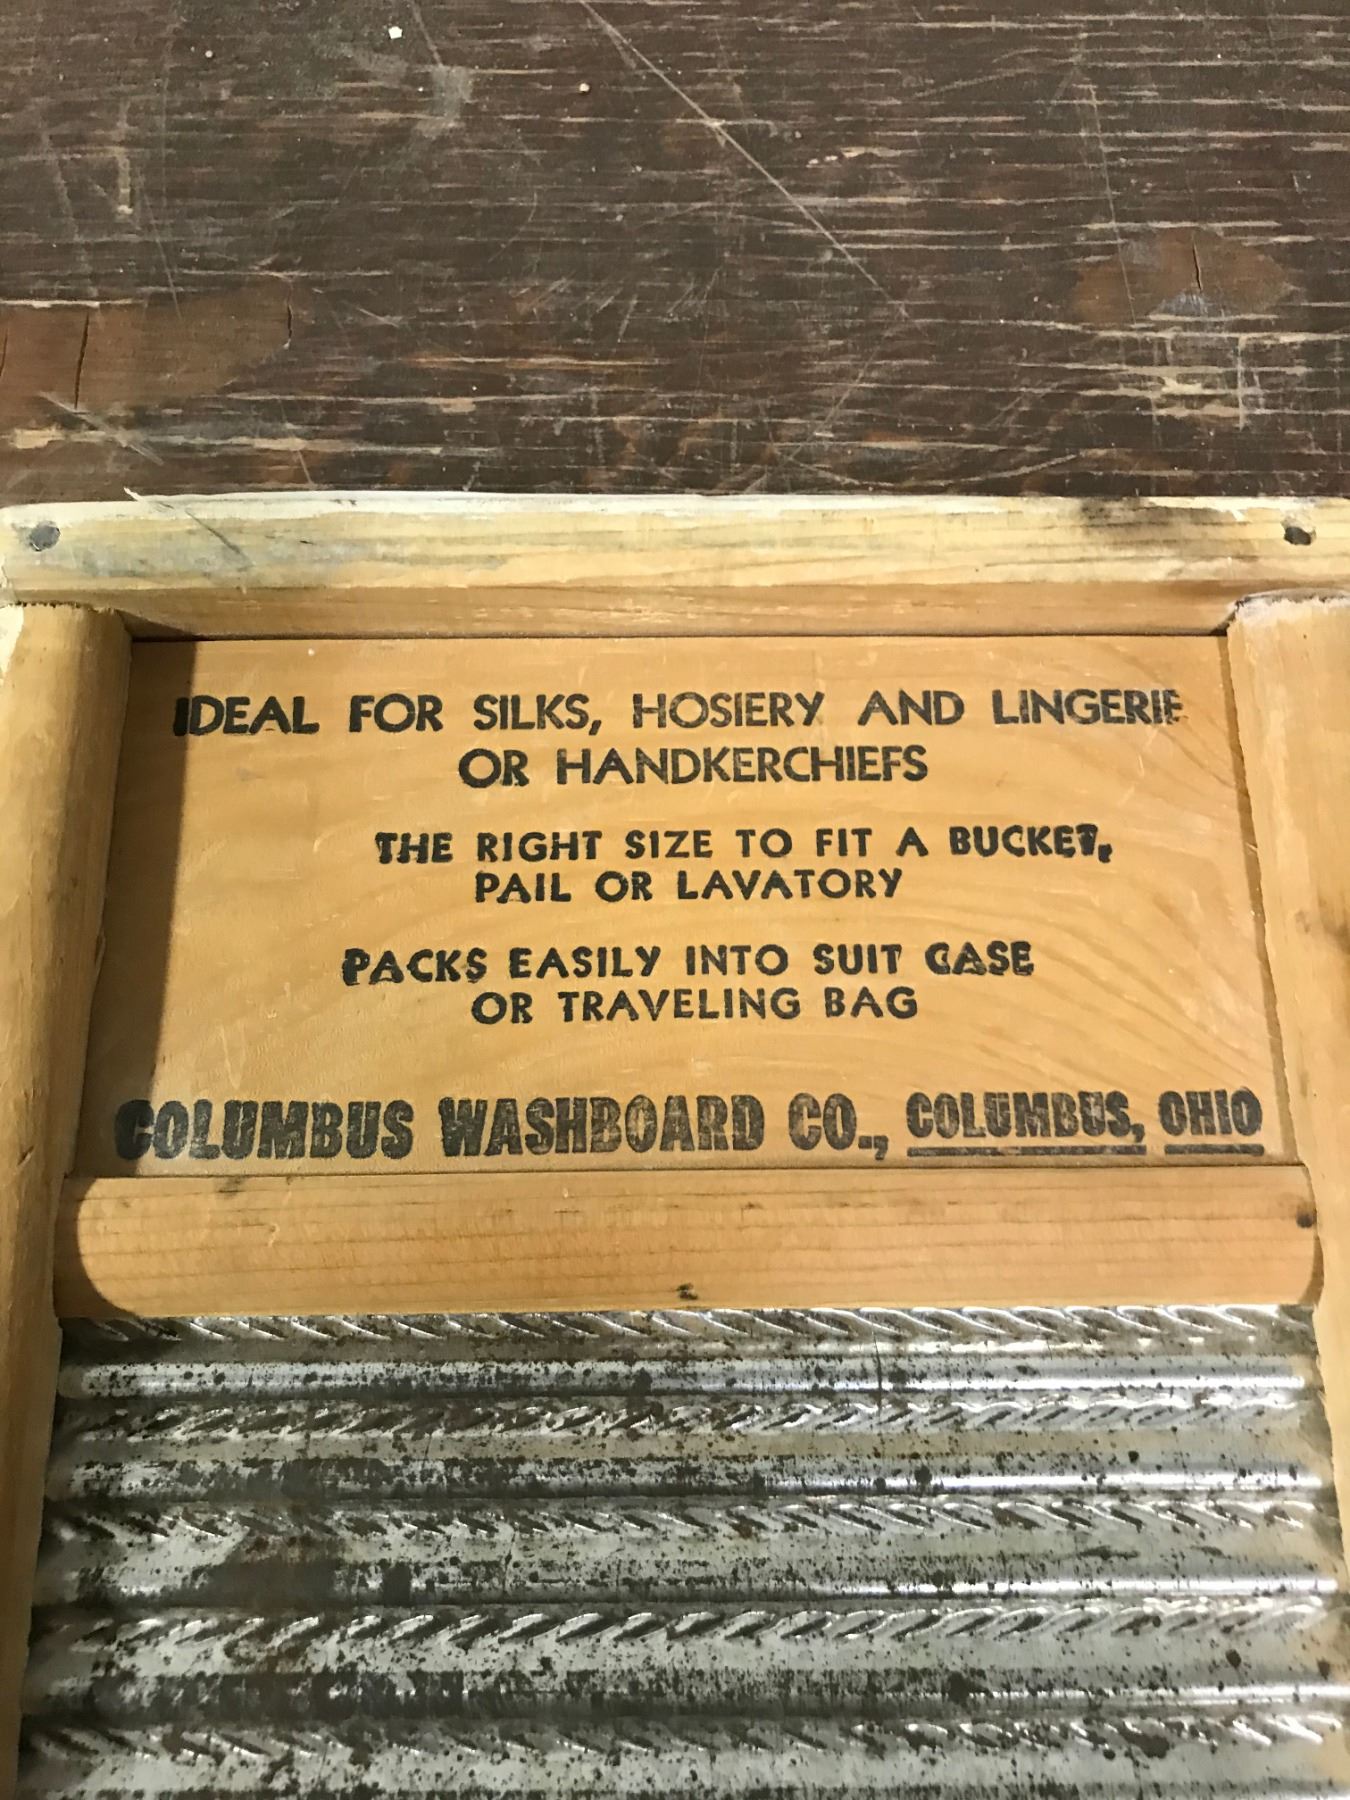 IDEAL FOR SILKS, HOSIERY AND LINGERIE
OR HANDKERCHIEFS
THE RIGHT SIZE TO FIT A BUCKET,
PAIL OR LAVATORY
PACKS EASILY INTO SUIT CASE
OR TRAVELING BAG
COLUMBUS WASHBOARD CO., COLUMBUS, OHIO